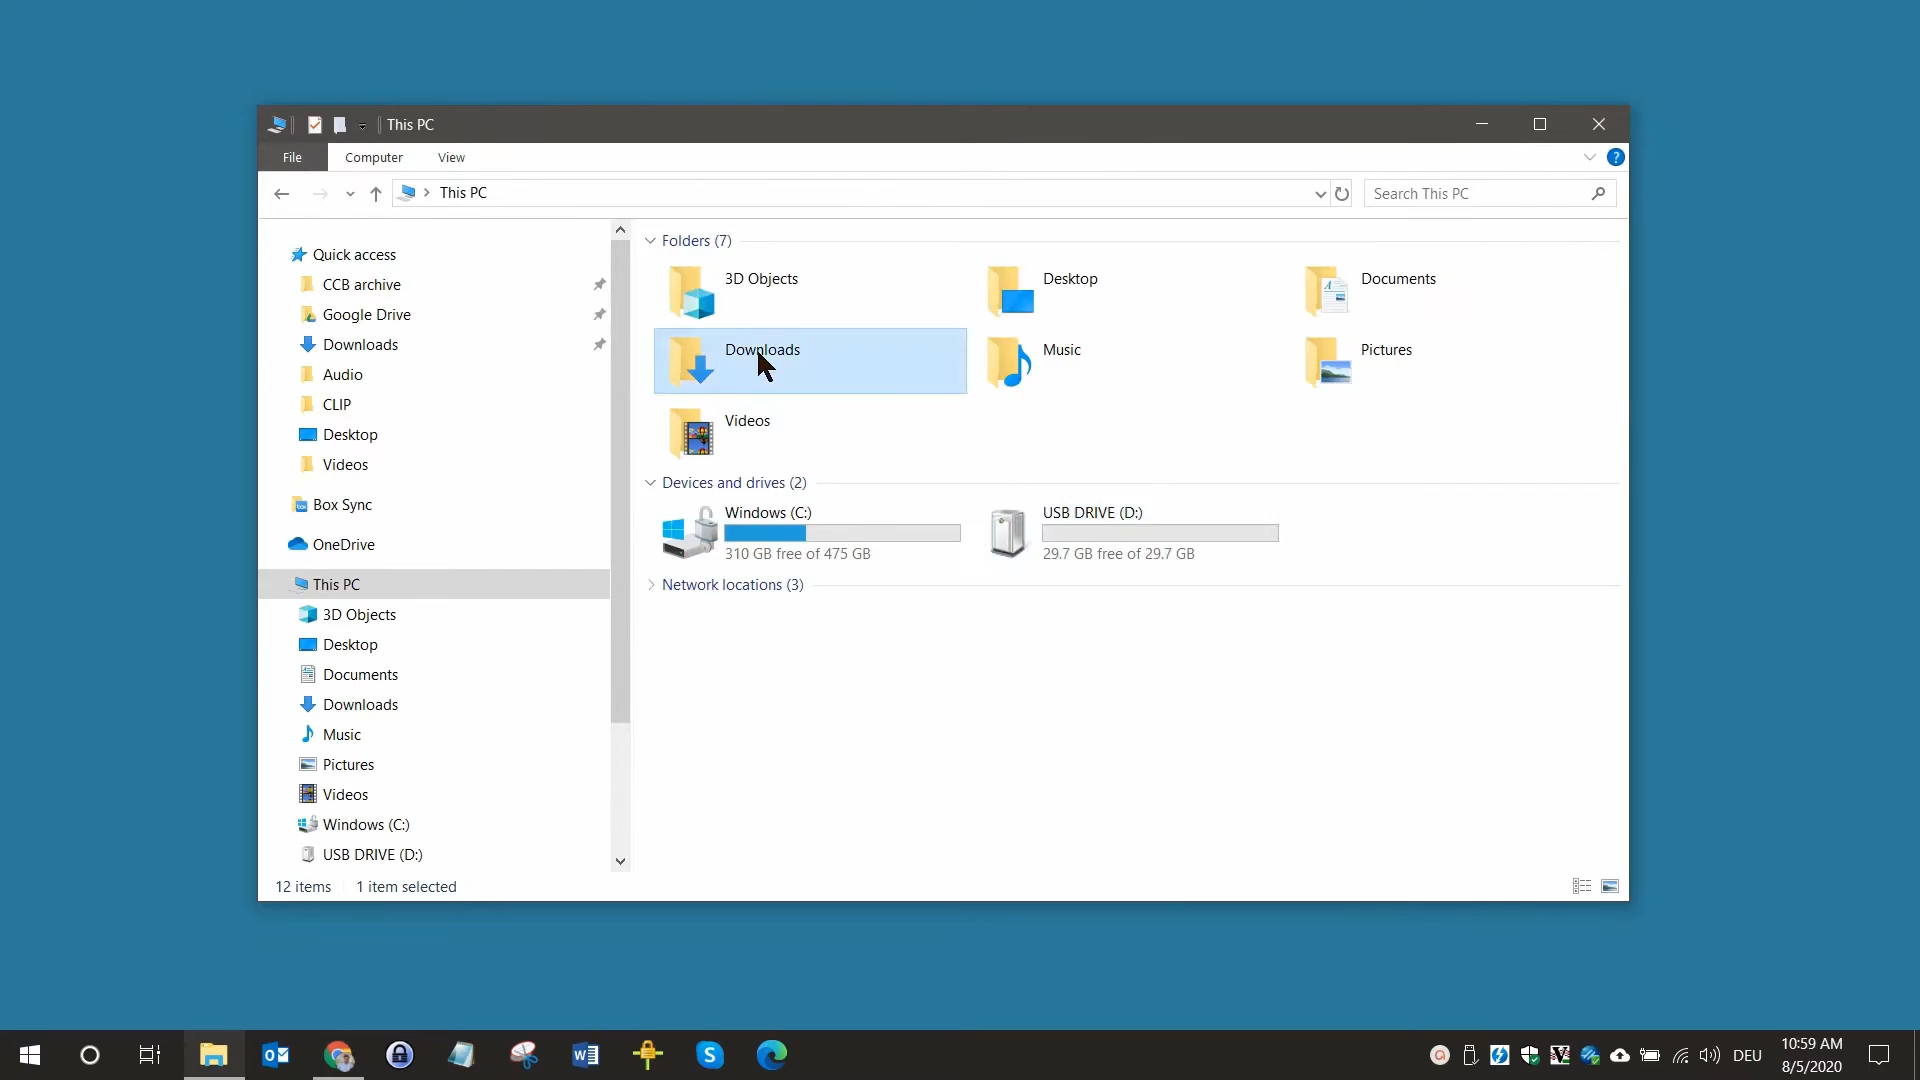 This PC
File Computer View
This PC
Search This PC
Quick access
CCB archive
Google Drive
Downloads
Audio
CLIP
Desktop
Videos
Box Sync
OneDrive
This PC
3D Objects
Desktop
Documents
Downloads
Music
Pictures
Videos
Windows (C:)
USB DRIVE (D:)
Folders (7)
3D Objects Desktop Documents
Downloads Music Pictures
Videos
Devices and drives (2)
Windows (C:) USB DRIVE (D:)
310 GB free of 475 GB 29.7 GB free of 29.7 GB
Network locations (3)
12 items 1 item selected
DEU
10:59 AM
8/5/2020